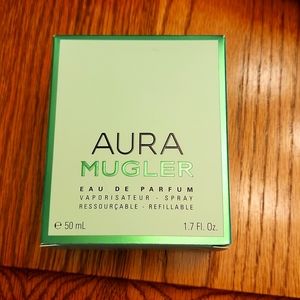 AURA
MUGLER
EAU DE PARFUM
VAPORISATEUR - SPRAY
RESSOURÇABLE - REFILLABLE
℮ 50 mL 1.7 Fl. Oz.